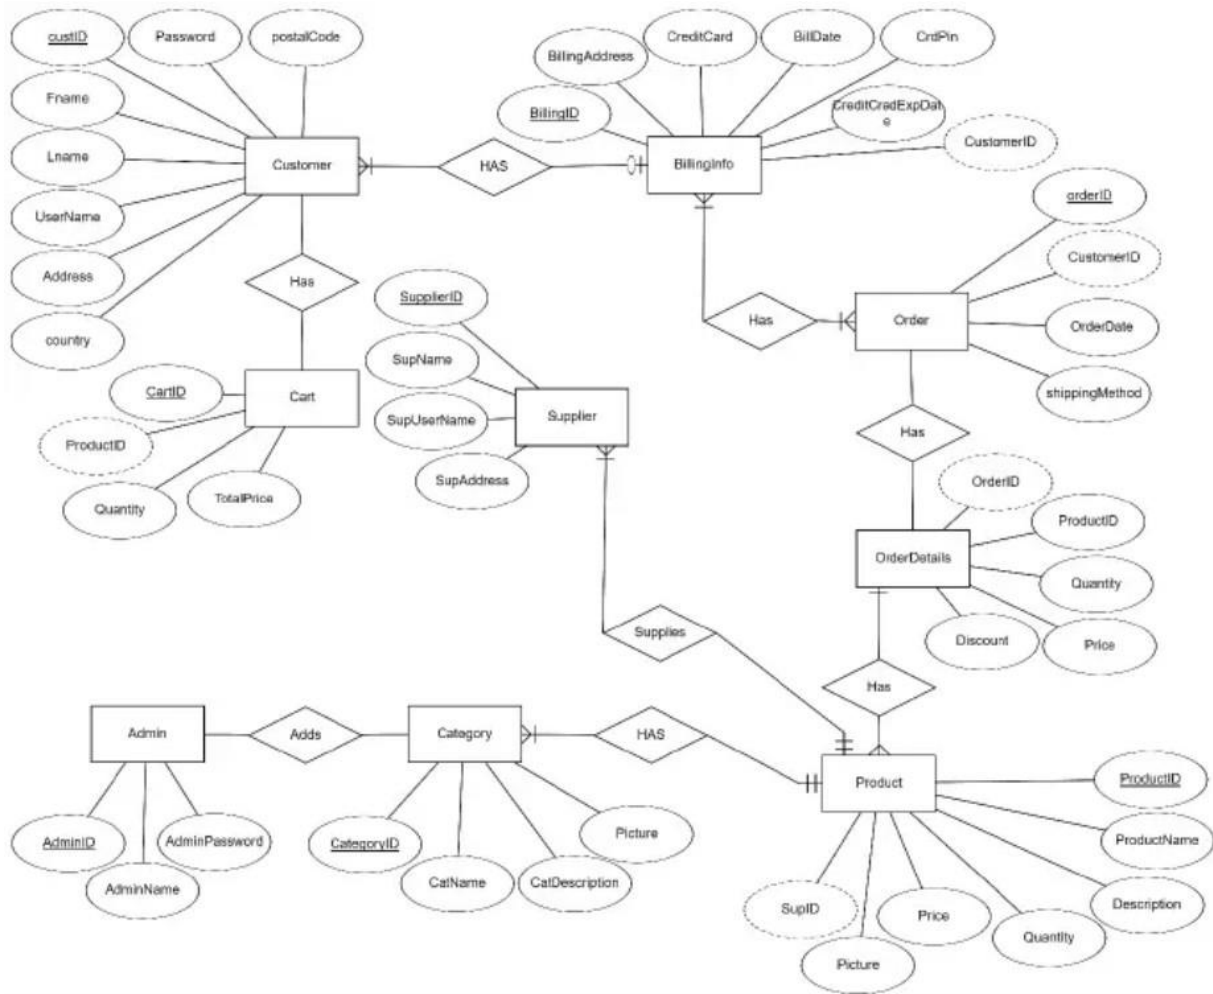 custID
Password
postalCode
Fname
Lname
UserName
Address
country
Customer
HAS
BillingAddress
CreditCard
BillDate
CrdPin
BillingID
CreditCredExpDat
e
CustomerID
BillingInfo
Has
Cart
CartID
ProductID
Quantity
TotalPrice
SupplierID
SupName
SupUserName
SupAddress
Supplier
Has
Order
orderID
CustomerID
OrderDate
shippingMethod
Has
OrderID
ProductID
Quantity
Price
Discount
OrderDetails
Supplies
Has
Admin
Adds
Category
HAS
Product
AdminID
AdminName
AdminPassword
CategoryID
CatName
CatDescription
Picture
ProductID
ProductName
Description
Quantity
Price
Picture
SupID